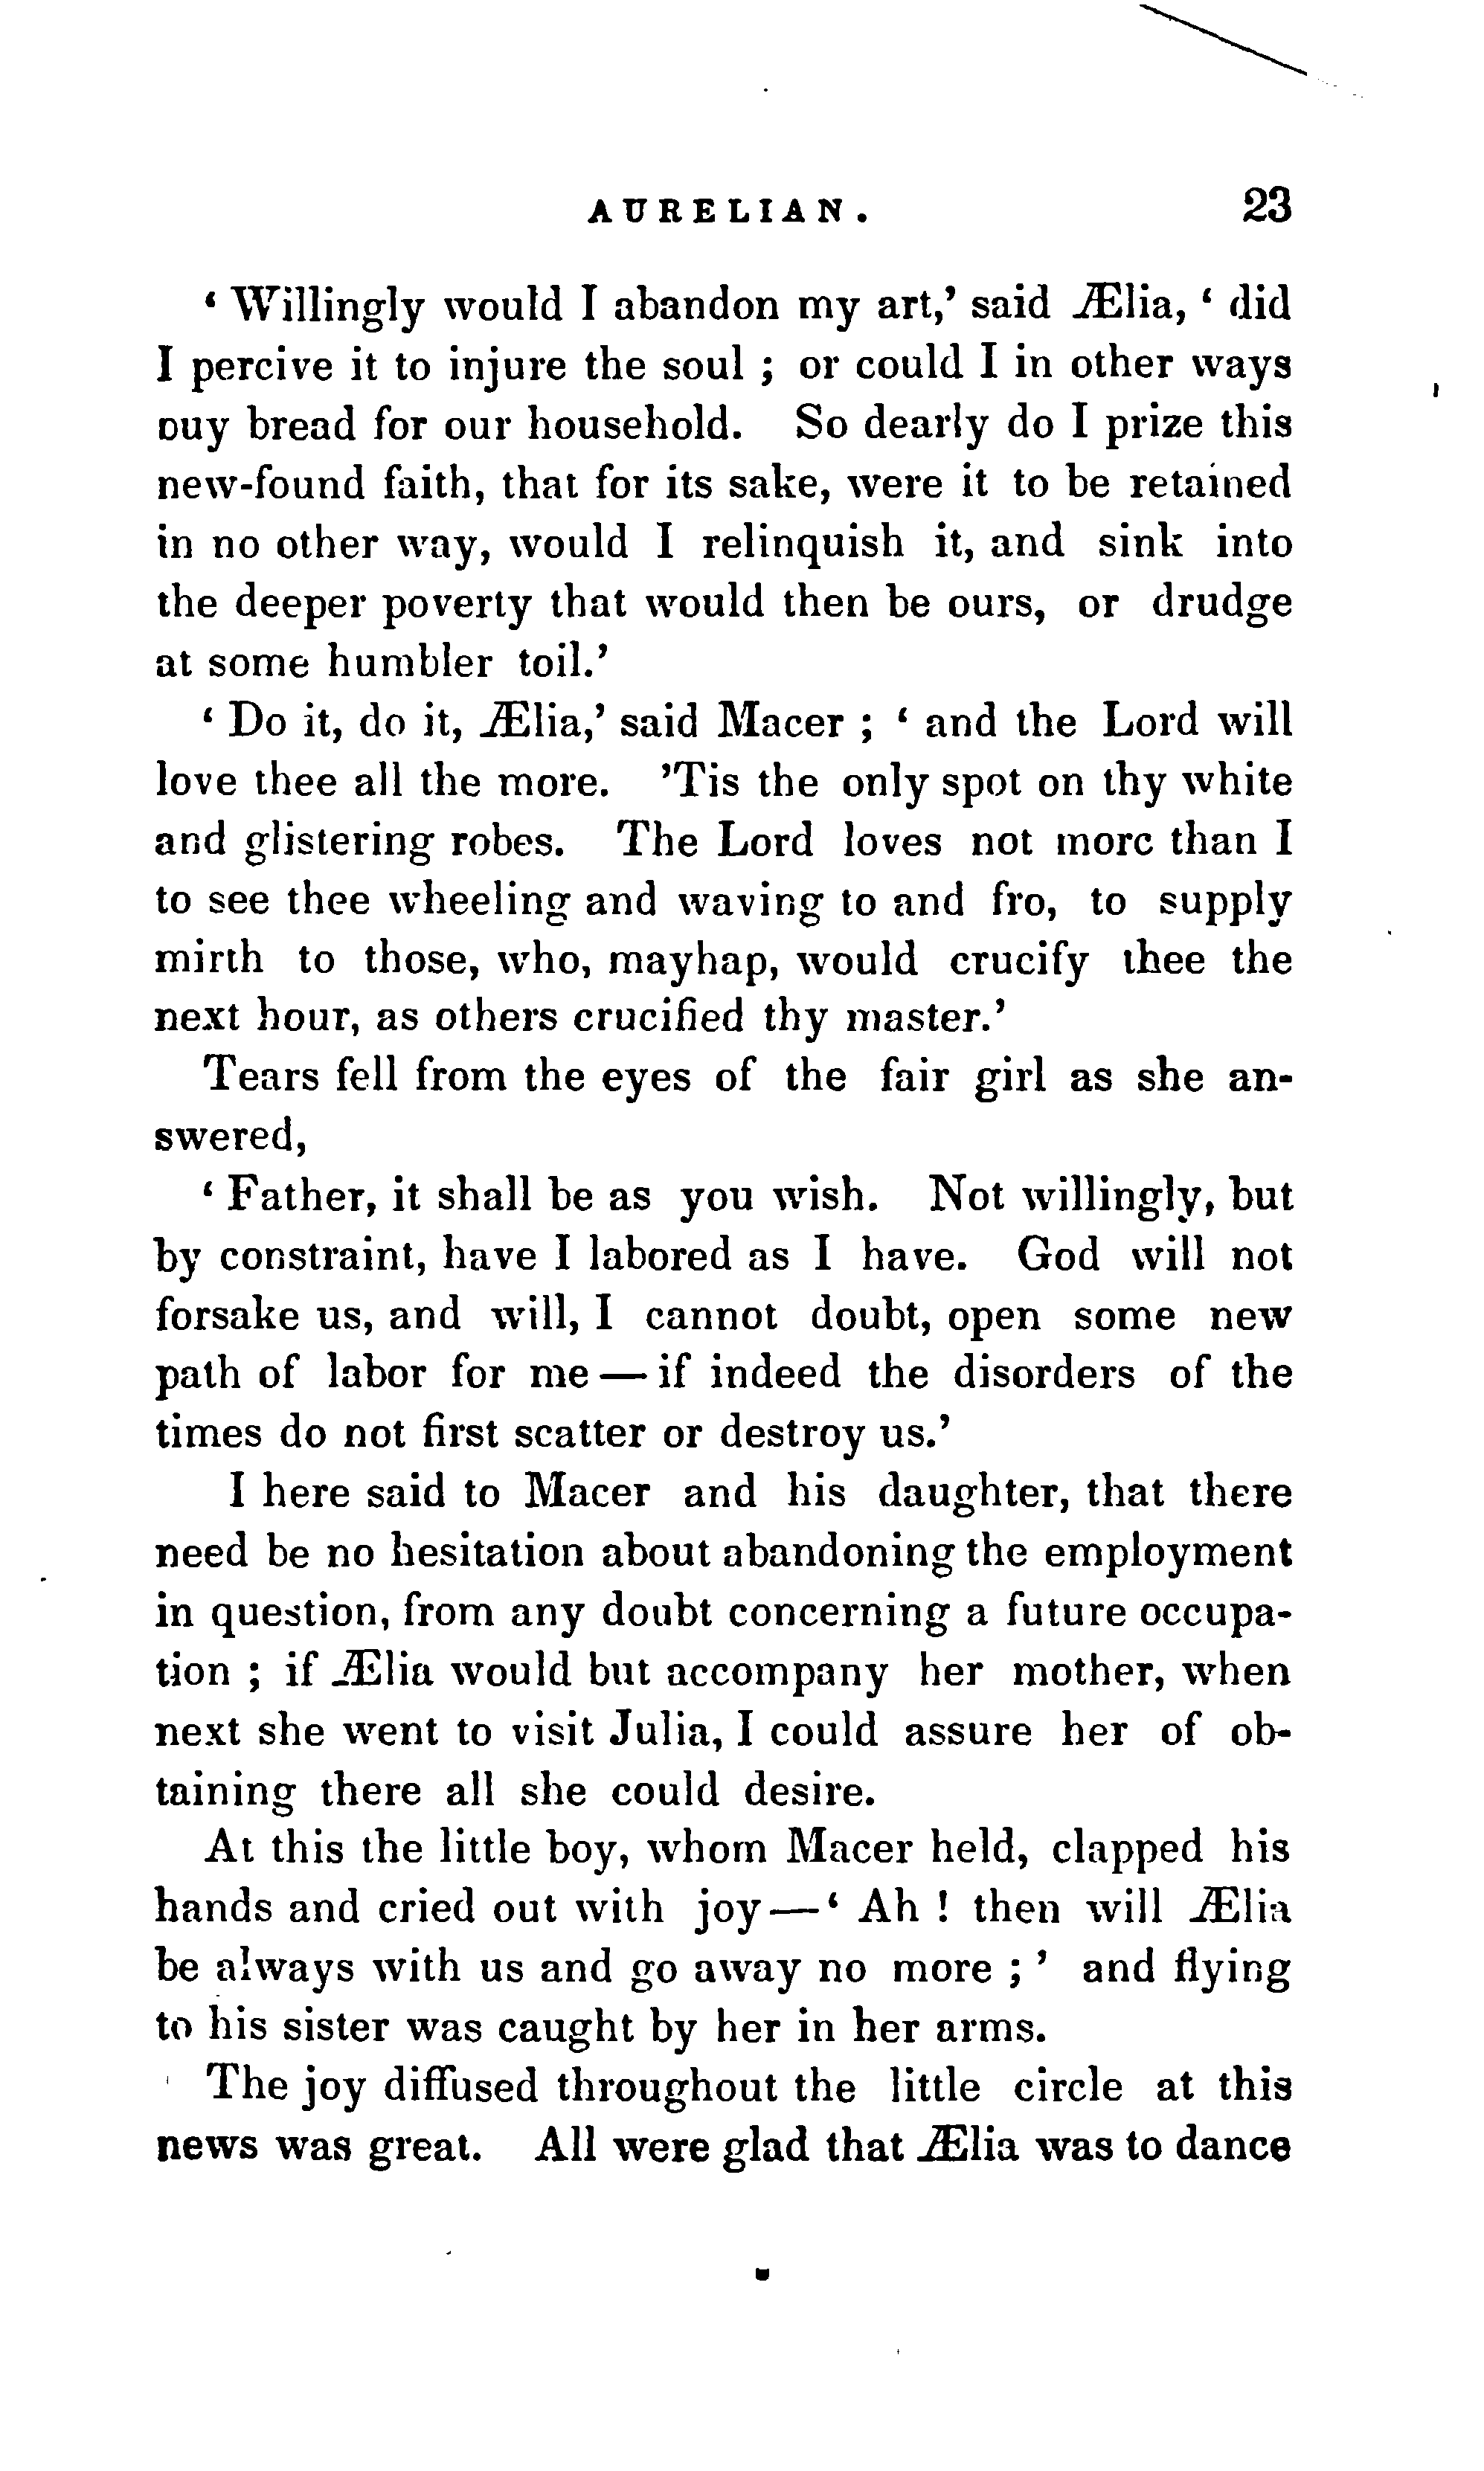 AURELIAN. 23
‘ Willingly would I abandon my art,’ said Ælia, ‘ did
I percive it to injure the soul ; or could I in other ways
buy bread for our household. So dearly do I prize this
new-found faith, that for its sake, were it to be retained
in no other way, would I relinquish it, and sink into
the deeper poverty that would then be ours, or drudge
at some humbler toil.’
‘ Do it, do it, Ælia,’ said Macer ; ‘ and the Lord will
love thee all the more. ’Tis the only spot on thy white
and glistering robes. The Lord loves not more than I
to see thee wheeling and waving to and fro, to supply
mirth to those, who, mayhap, would crucify thee the
next hour, as others crucified thy master.’
Tears fell from the eyes of the fair girl as she an-
swered,
‘ Father, it shall be as you wish. Not willingly, but
by constraint, have I labored as I have. God will not
forsake us, and will, I cannot doubt, open some new
path of labor for me — if indeed the disorders of the
times do not first scatter or destroy us.’
I here said to Macer and his daughter, that there
need be no hesitation about abandoning the employment
in question, from any doubt concerning a future occupa-
tion ; if Ælia would but accompany her mother, when
next she went to visit Julia, I could assure her of ob-
taining there all she could desire.
At this the little boy, whom Macer held, clapped his
hands and cried out with joy — ‘ Ah ! then will Ælia
be always with us and go away no more ; ’ and flying
to his sister was caught by her in her arms.
The joy diffused throughout the little circle at this
news was great. All were glad that Ælia was to dance